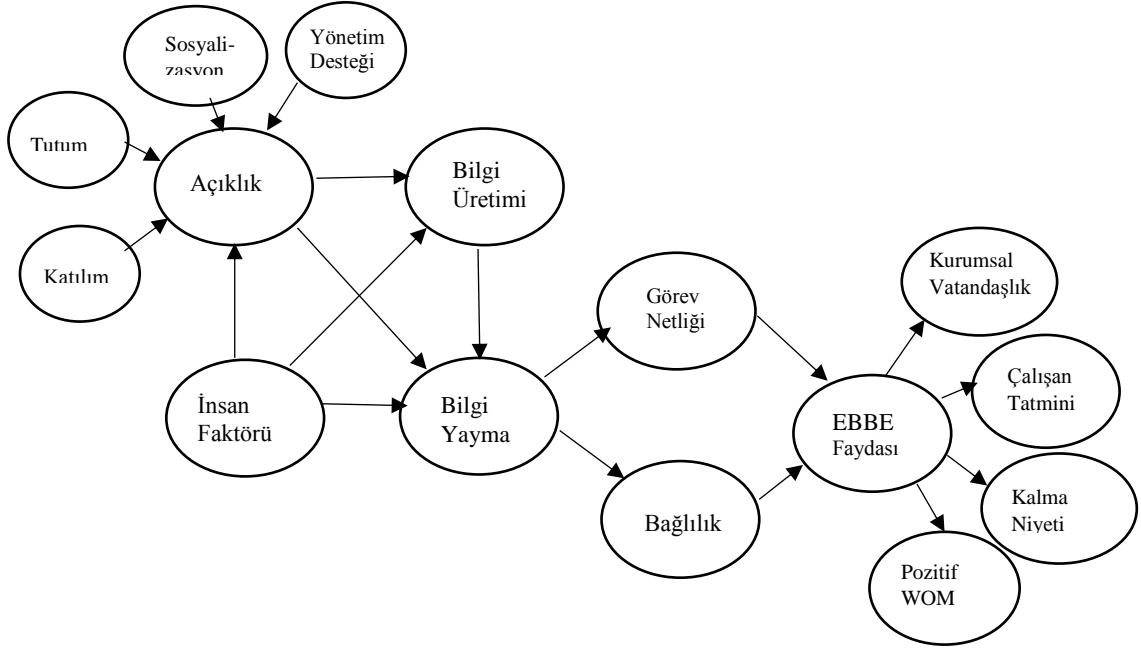 Sosyali-
zasyon
Yönetim
Desteği
Tutum
Açıklık
Bilgi
Üretimi
Katılım
Kurumsal
Vatandaşlık
Görev
Netliği
Çalışan
Tatmini
İnsan
Faktörü
Bilgi
Yayma
EBBE
Faydası
Kalma
Niyeti
Bağlılık
Pozitif
WOM